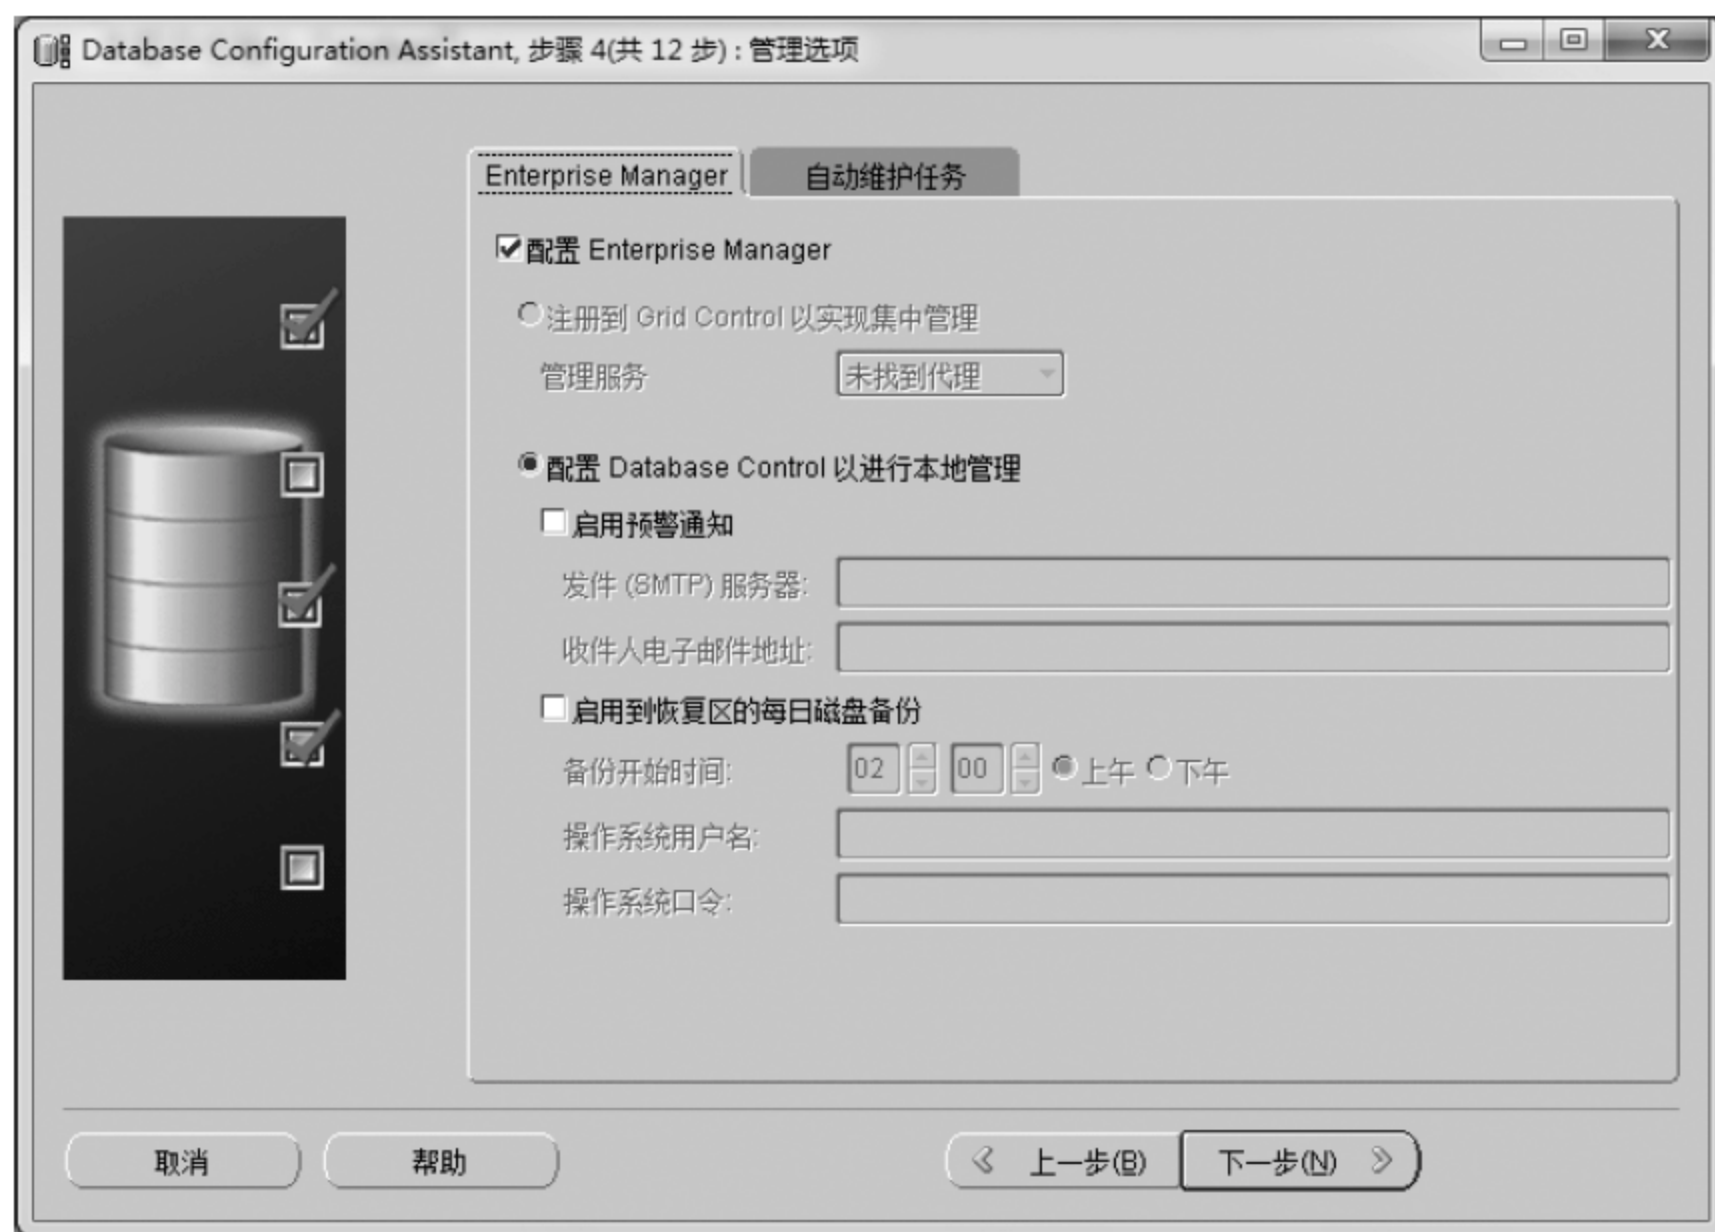 Database Configuration Assistant, 步骤 4(共 12 步) : 管理选项
Enterprise Manager
自动维护任务
配置 Enterprise Manager
注册到 Grid Control 以实现集中管理
管理服务 未找到代理
配置 Database Control 以进行本地管理
启用预警通知
发件 (SMTP) 服务器:
收件人电子邮件地址:
启用到恢复区的每日磁盘备份
备份开始时间: 02 00 上午 下午
操作系统用户名:
操作系统口令:
取消 帮助 上一步(B) 下一步(N)